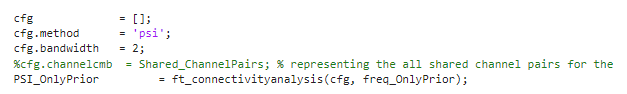 cfg = [];
cfg.method = 'psi';
cfg.bandwidth = 2;
%cfg.channelcmb = Shared_ChannelPairs; % representing the all shared channel pairs for the
PSI_OnlyPrior = ft_connectivityanalysis(cfg, freq_OnlyPrior);